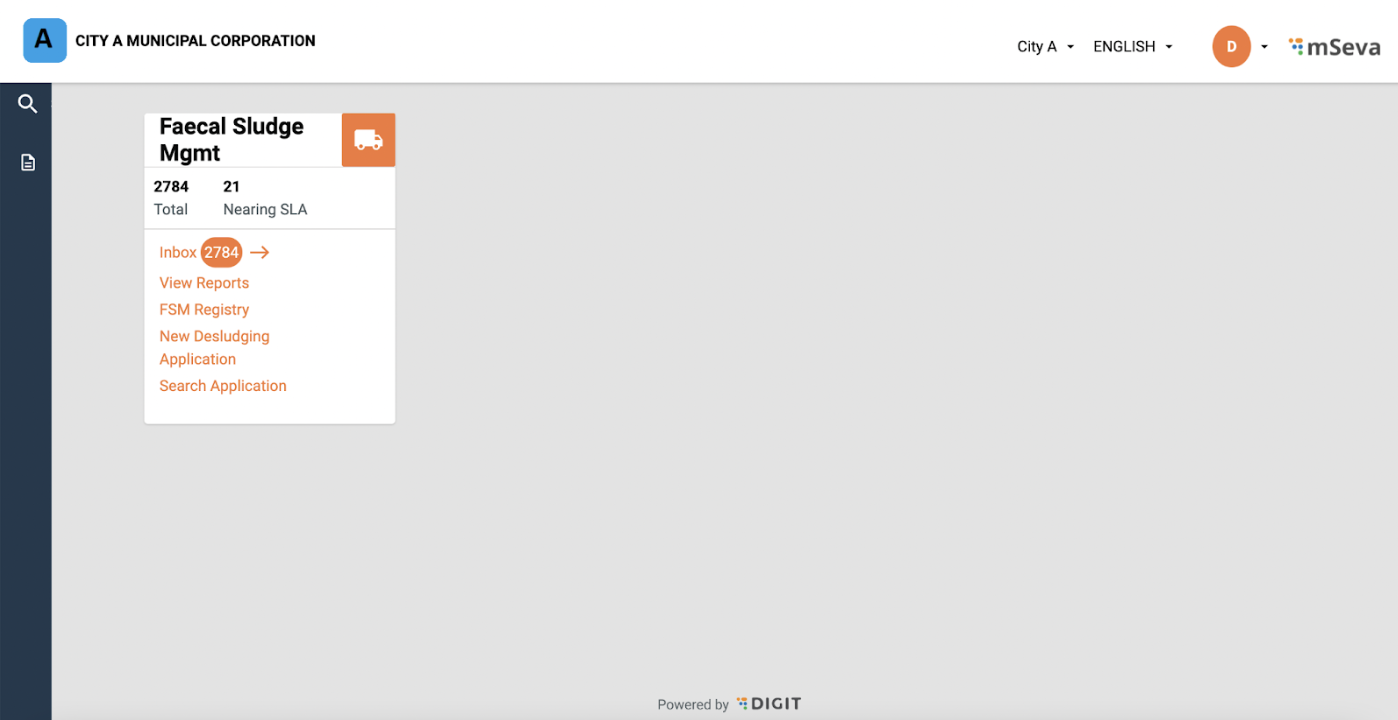 A CITY A MUNICIPAL CORPORATION City A ENGLISH D mSeva
Faecal Sludge
Mgmt
2784 21
Total Nearing SLA
Inbox 2784
View Reports
FSM Registry
New Desludging
Application
Search Application
Powered by DIGIT